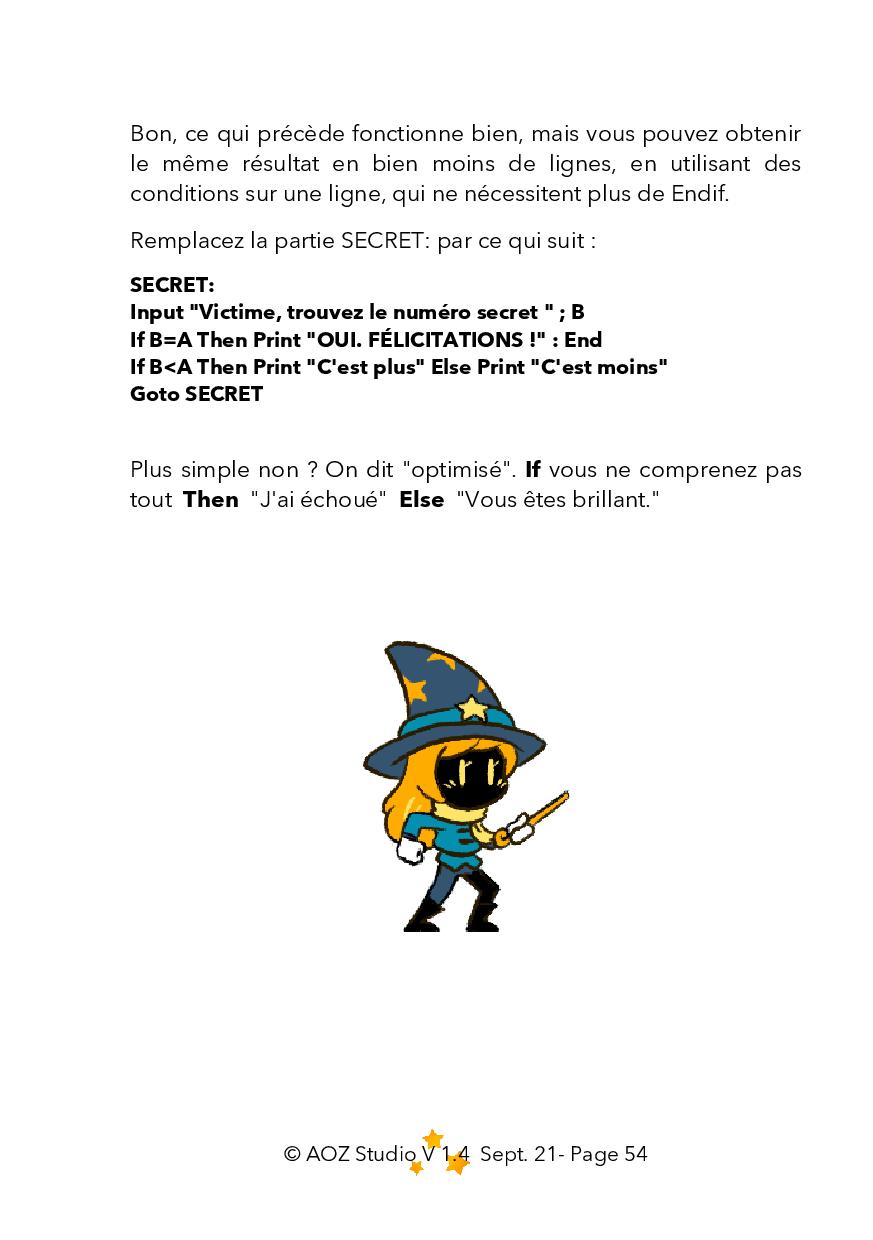 Bon, ce qui précède fonctionne bien, mais vous pouvez obtenir
le même résultat en bien moins de lignes, en utilisant des
conditions sur une ligne, qui ne nécessitent plus de Endif.
Remplacez la partie SECRET: par ce qui suit :
SECRET:
Input "Victime, trouvez le numéro secret " ; B
If B=A Then Print "OUI. FÉLICITATIONS !" : End
If B<A Then Print "C'est plus" Else Print "C'est moins"
Goto SECRET
Plus simple non ? On dit "optimisé". If vous ne comprenez pas
tout Then "J'ai échoué" Else "Vous êtes brillant."
© AOZ Studio V 1.4 Sept. 21- Page 54